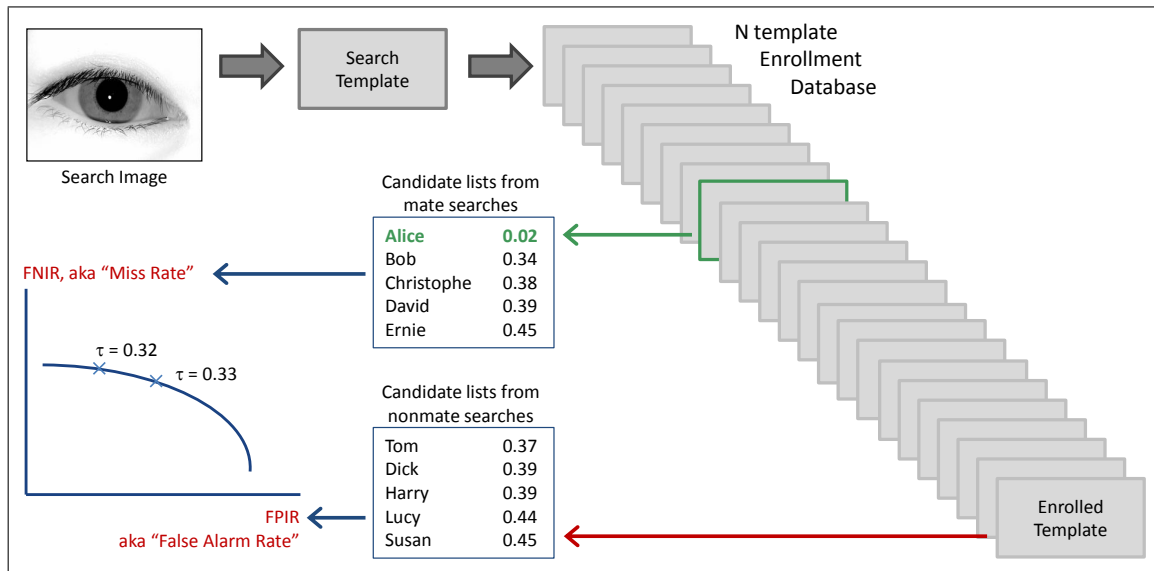 Search Image
Search
Template
N template
Enrollment
Database
Candidate lists from
mate searches
Alice 0.02
Bob 0.34
Christophe 0.38
David 0.39
Ernie 0.45
FNIR, aka “Miss Rate”
τ = 0.32
τ = 0.33
Candidate lists from
nonmate searches
Tom 0.37
Dick 0.39
Harry 0.39
Lucy 0.44
Susan 0.45
FPIR
aka “False Alarm Rate”
Enrolled
Template